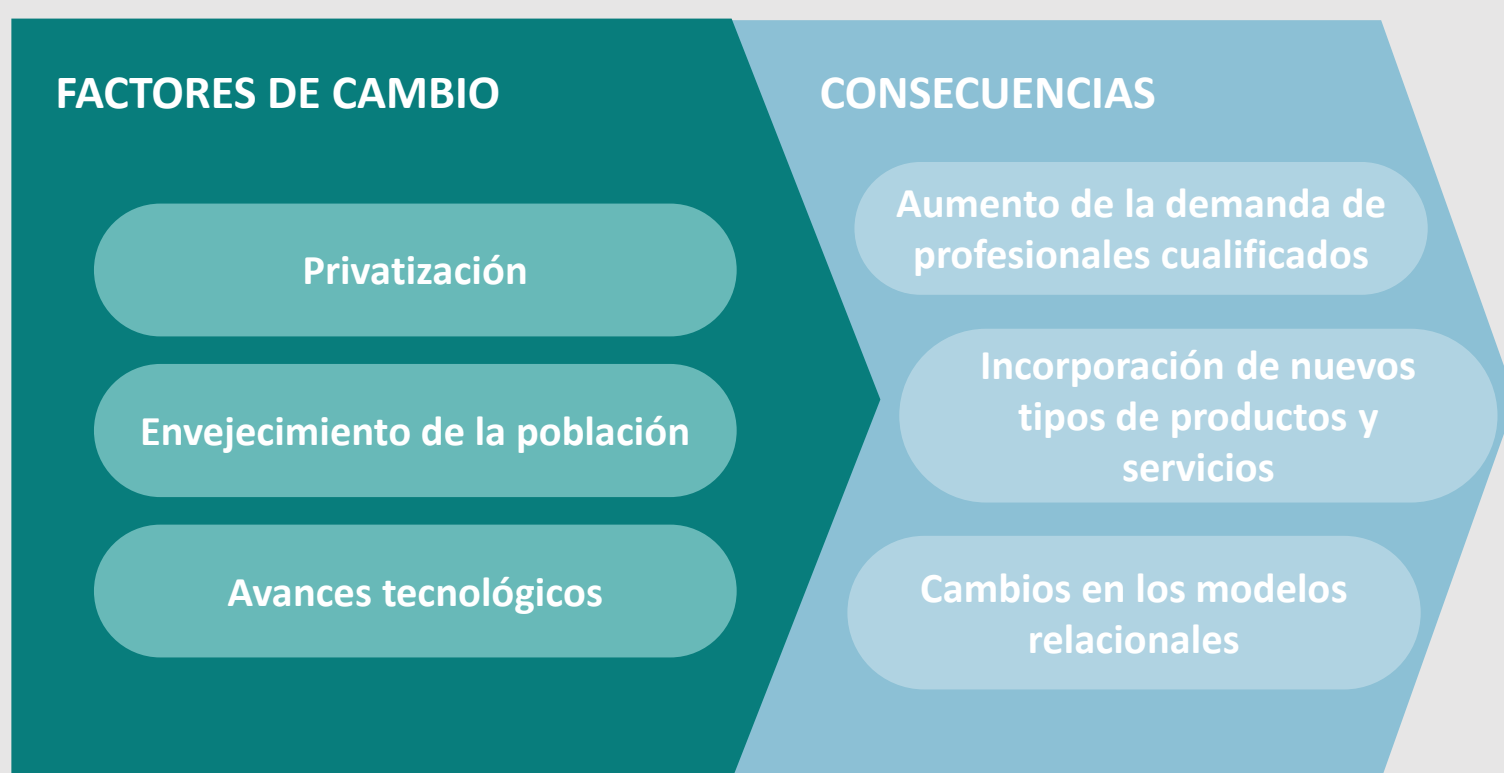 FACTORES DE CAMBIO
Privatización
Envejecimiento de la población
Avances tecnológicos
CONSECUENCIAS
Aumento de la demanda de
profesionales cualificados
Incorporación de nuevos
tipos de productos y
servicios
Cambios en los modelos
relacionales